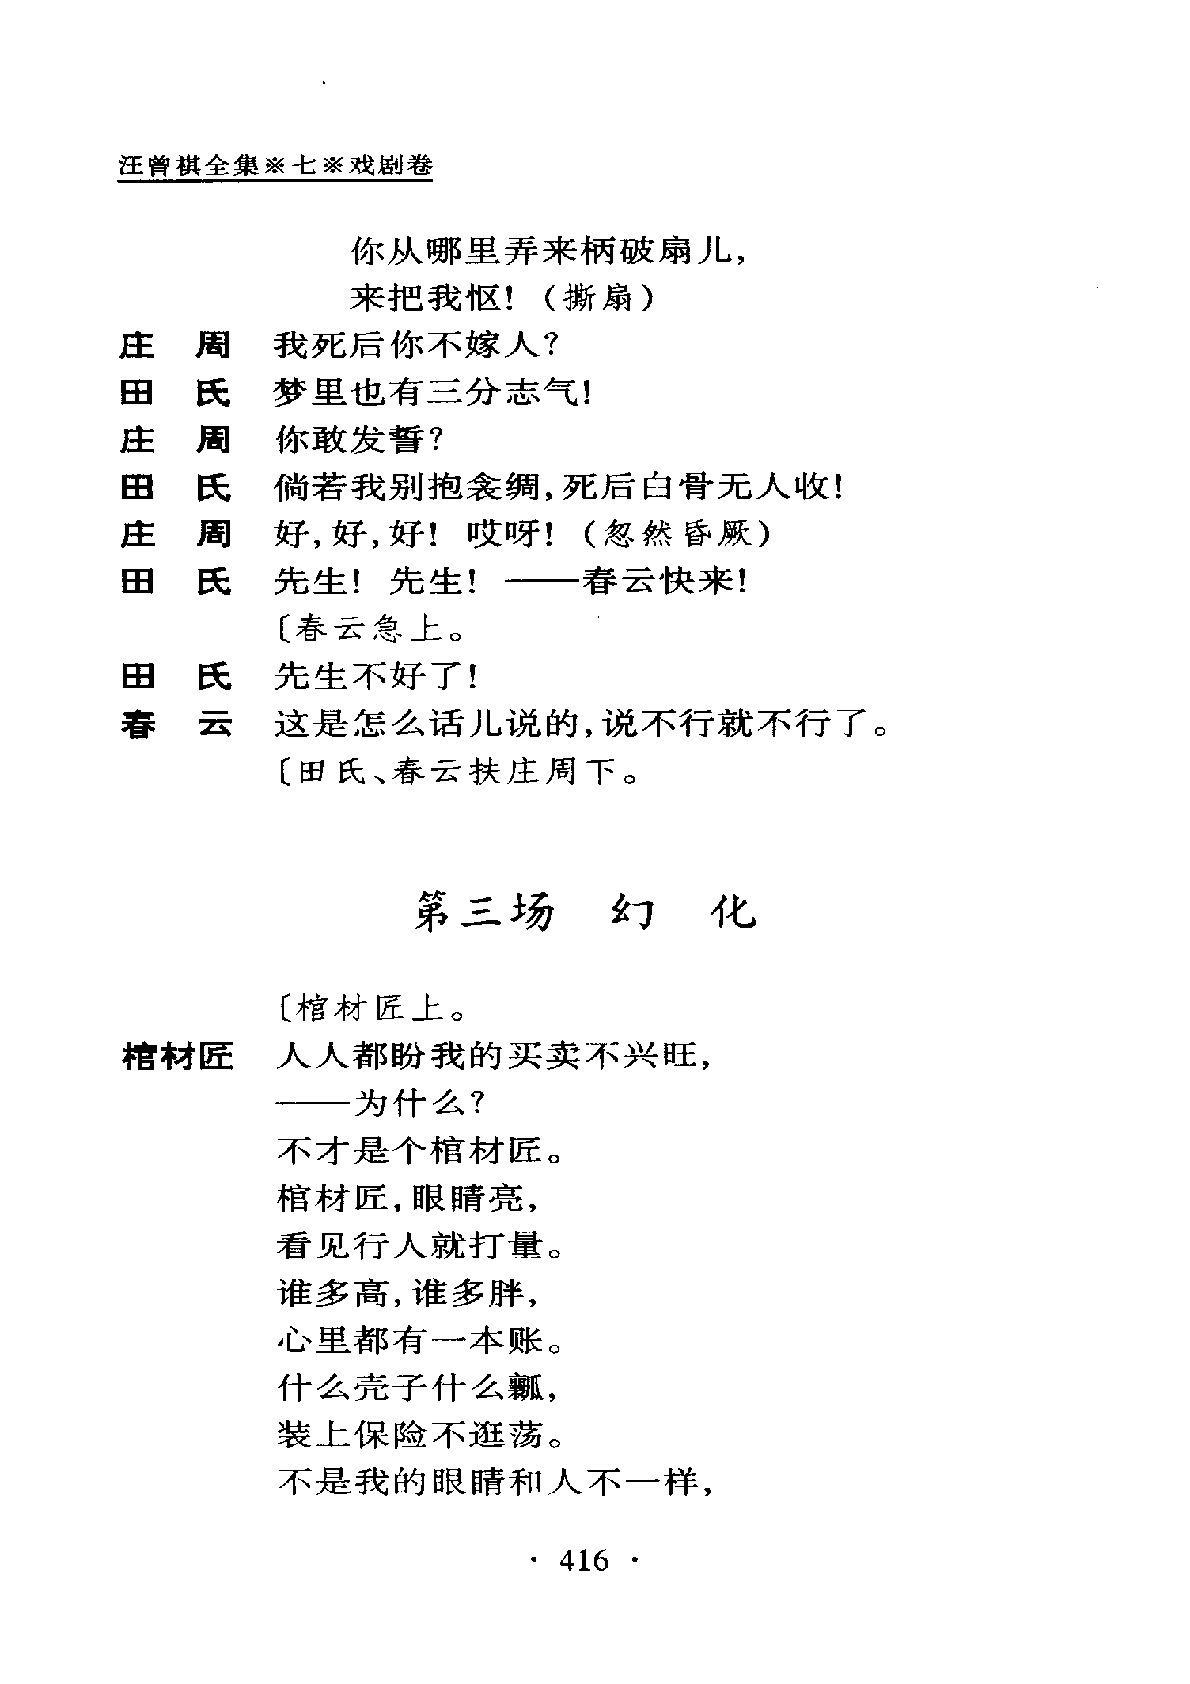 汪曾祺全集※七※戏剧卷
你从哪里弄来柄破扇儿，
来把我怄！（撕扇）
庄　周　我死后你不嫁人？
田　氏　梦里也有三分志气！
庄　周　你敢发誓？
田　氏　倘若我别抱衾绸，死后白骨无人收！
庄　周　好，好，好！哎呀！（忽然昏厥）
田　氏　先生！先生！——春云快来！
〔春云急上。
田　氏　先生不好了！
春　云　这是怎么话儿说的，说不行就不行了。
〔田氏、春云扶庄周下。
第三场　幻　化
〔棺材匠上。
棺材匠　人人都盼我的买卖不兴旺，
——为什么？
不才是个棺材匠。
棺材匠，眼睛亮，
看见行人就打量。
谁多高，谁多胖，
心里都有一本账。
什么壳子什么瓤，
装上保险不逛荡。
不是我的眼睛和人不一样，
· 416 ·